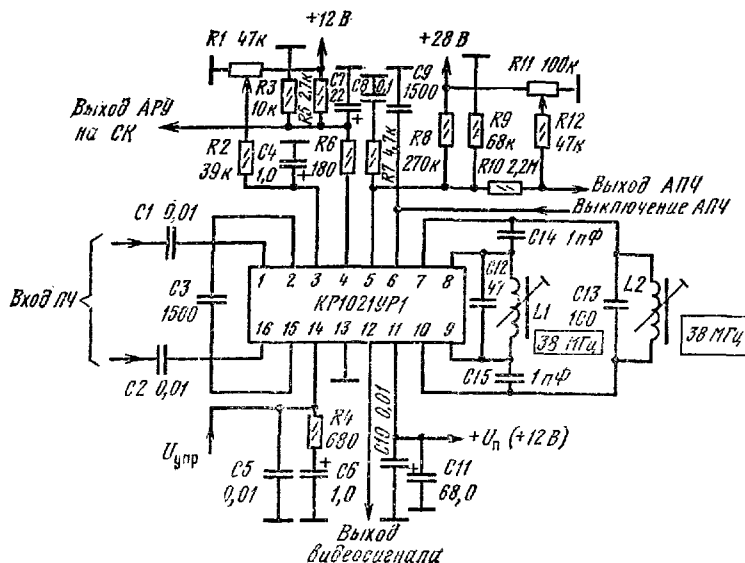 R1 47к
+12 В
+28 В
R11 100к
R3
10к
R5 2,7к
C7
22
C8 0,1
C9
1500
Выход АРУ
на СК
R2
39к
C4
1,0
R6
180
R7 4,7к
R8
270к
R9
68к
R12
47к
R10 2,2М
Выход АПЧ
Выключение АПЧ
C1 0,01
C14 1пФ
Вход ПЧ
C3
1500
1 2 3 4 5 6 7 8
КР1021УР1
16 15 14 13 12 11 10 9
C12
47
L1
38 МГц
C13
100
L2
38 МГц
C2 0,01
C15 1пФ
Uупр
R4
680
C10 0,01
+Uп (+12 В)
C5
0,01
C6
1,0
C11
68,0
Выход
видеосигнала